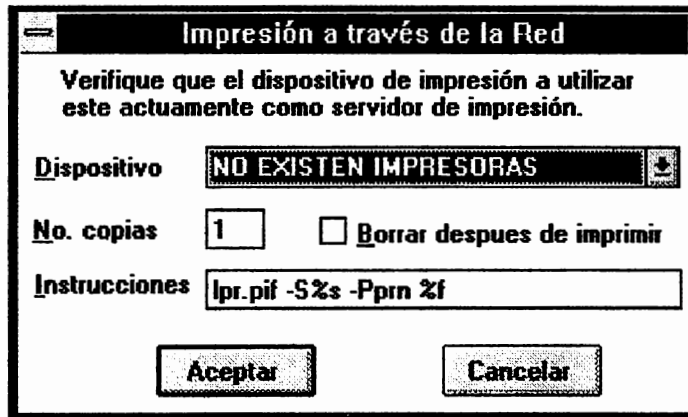 Impresión a través de la Red
Verifique que el dispositivo de impresión a utilizar
este actuamente como servidor de impresión.
Dispositivo NO EXISTEN IMPRESORAS
No. copias 1 Borrar despues de imprimir
Instrucciones lpr.pif -S%s -Pprn %f
Aceptar Cancelar